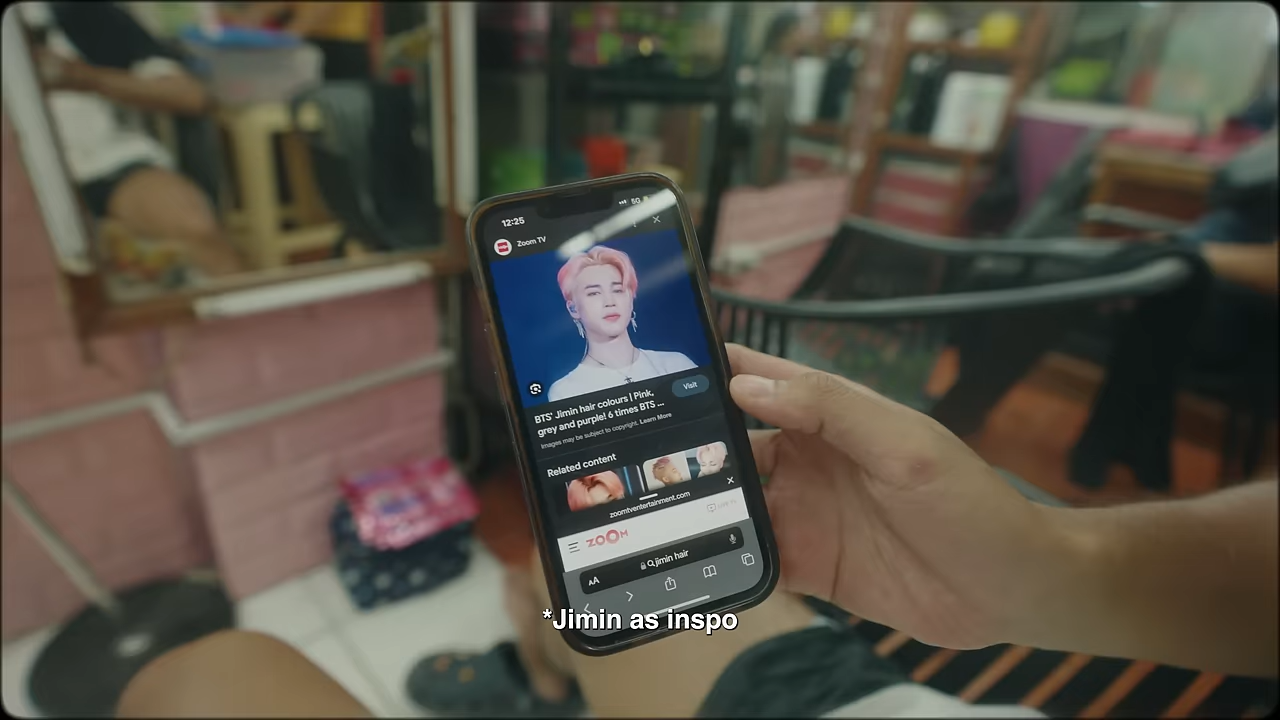 12:25
5G
Zoom TV
BTS' Jimin hair colours | Pink,
grey and purple! 6 times BTS ...
Visit
Images may be subject to copyright. Learn More
Related content
zoomtventertainment.com
ZOOM
AA
jimin hair
*Jimin as inspo